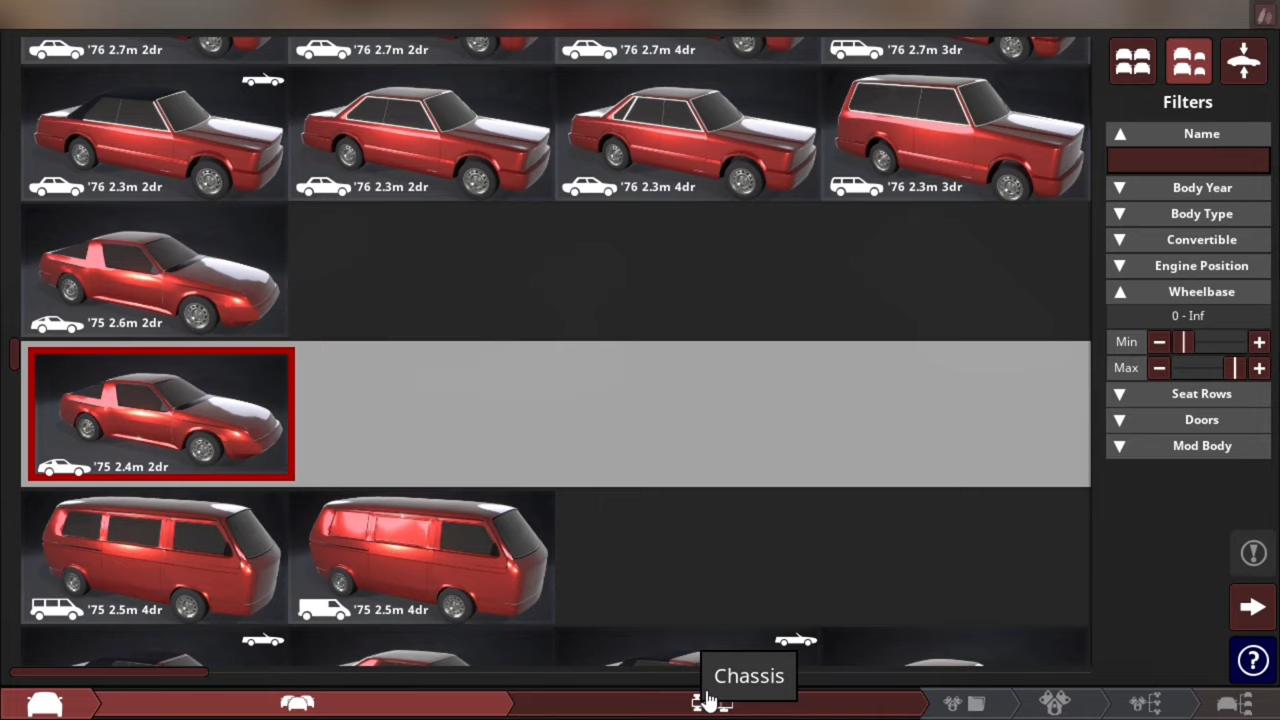 '76 2.7m 2dr
'76 2.7m 2dr
'76 2.7m 4dr
'76 2.7m 3dr
'76 2.3m 2dr
'76 2.3m 2dr
'76 2.3m 4dr
'76 2.3m 3dr
'75 2.6m 2dr
'75 2.4m 2dr
'75 2.5m 4dr
'75 2.5m 4dr
Filters
Name
Body Year
Body Type
Convertible
Engine Position
Wheelbase
0 - Inf
Min
Max
Seat Rows
Doors
Mod Body
Chassis